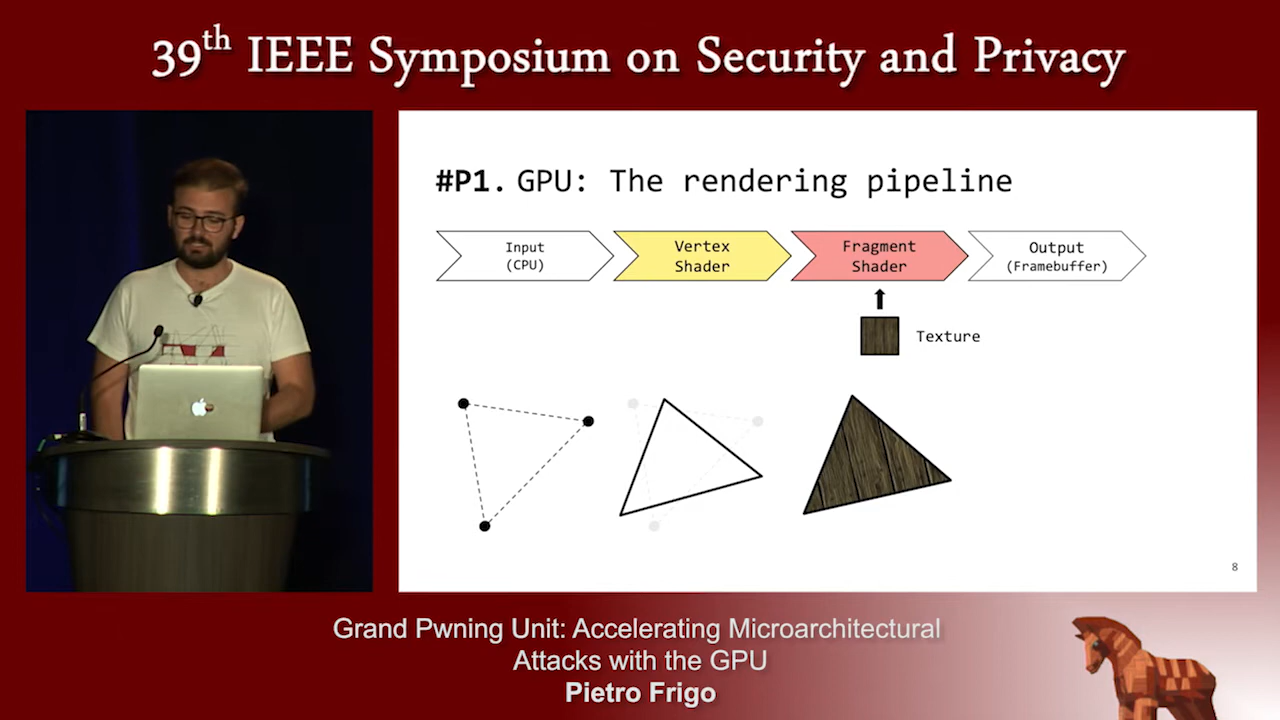 39th IEEE Symposium on Security and Privacy
#P1. GPU: The rendering pipeline
Input
(CPU)
Vertex
Shader
Fragment
Shader
Output
(Framebuffer)
Texture
8
Grand Pwning Unit: Accelerating Microarchitectural
Attacks with the GPU
Pietro Frigo